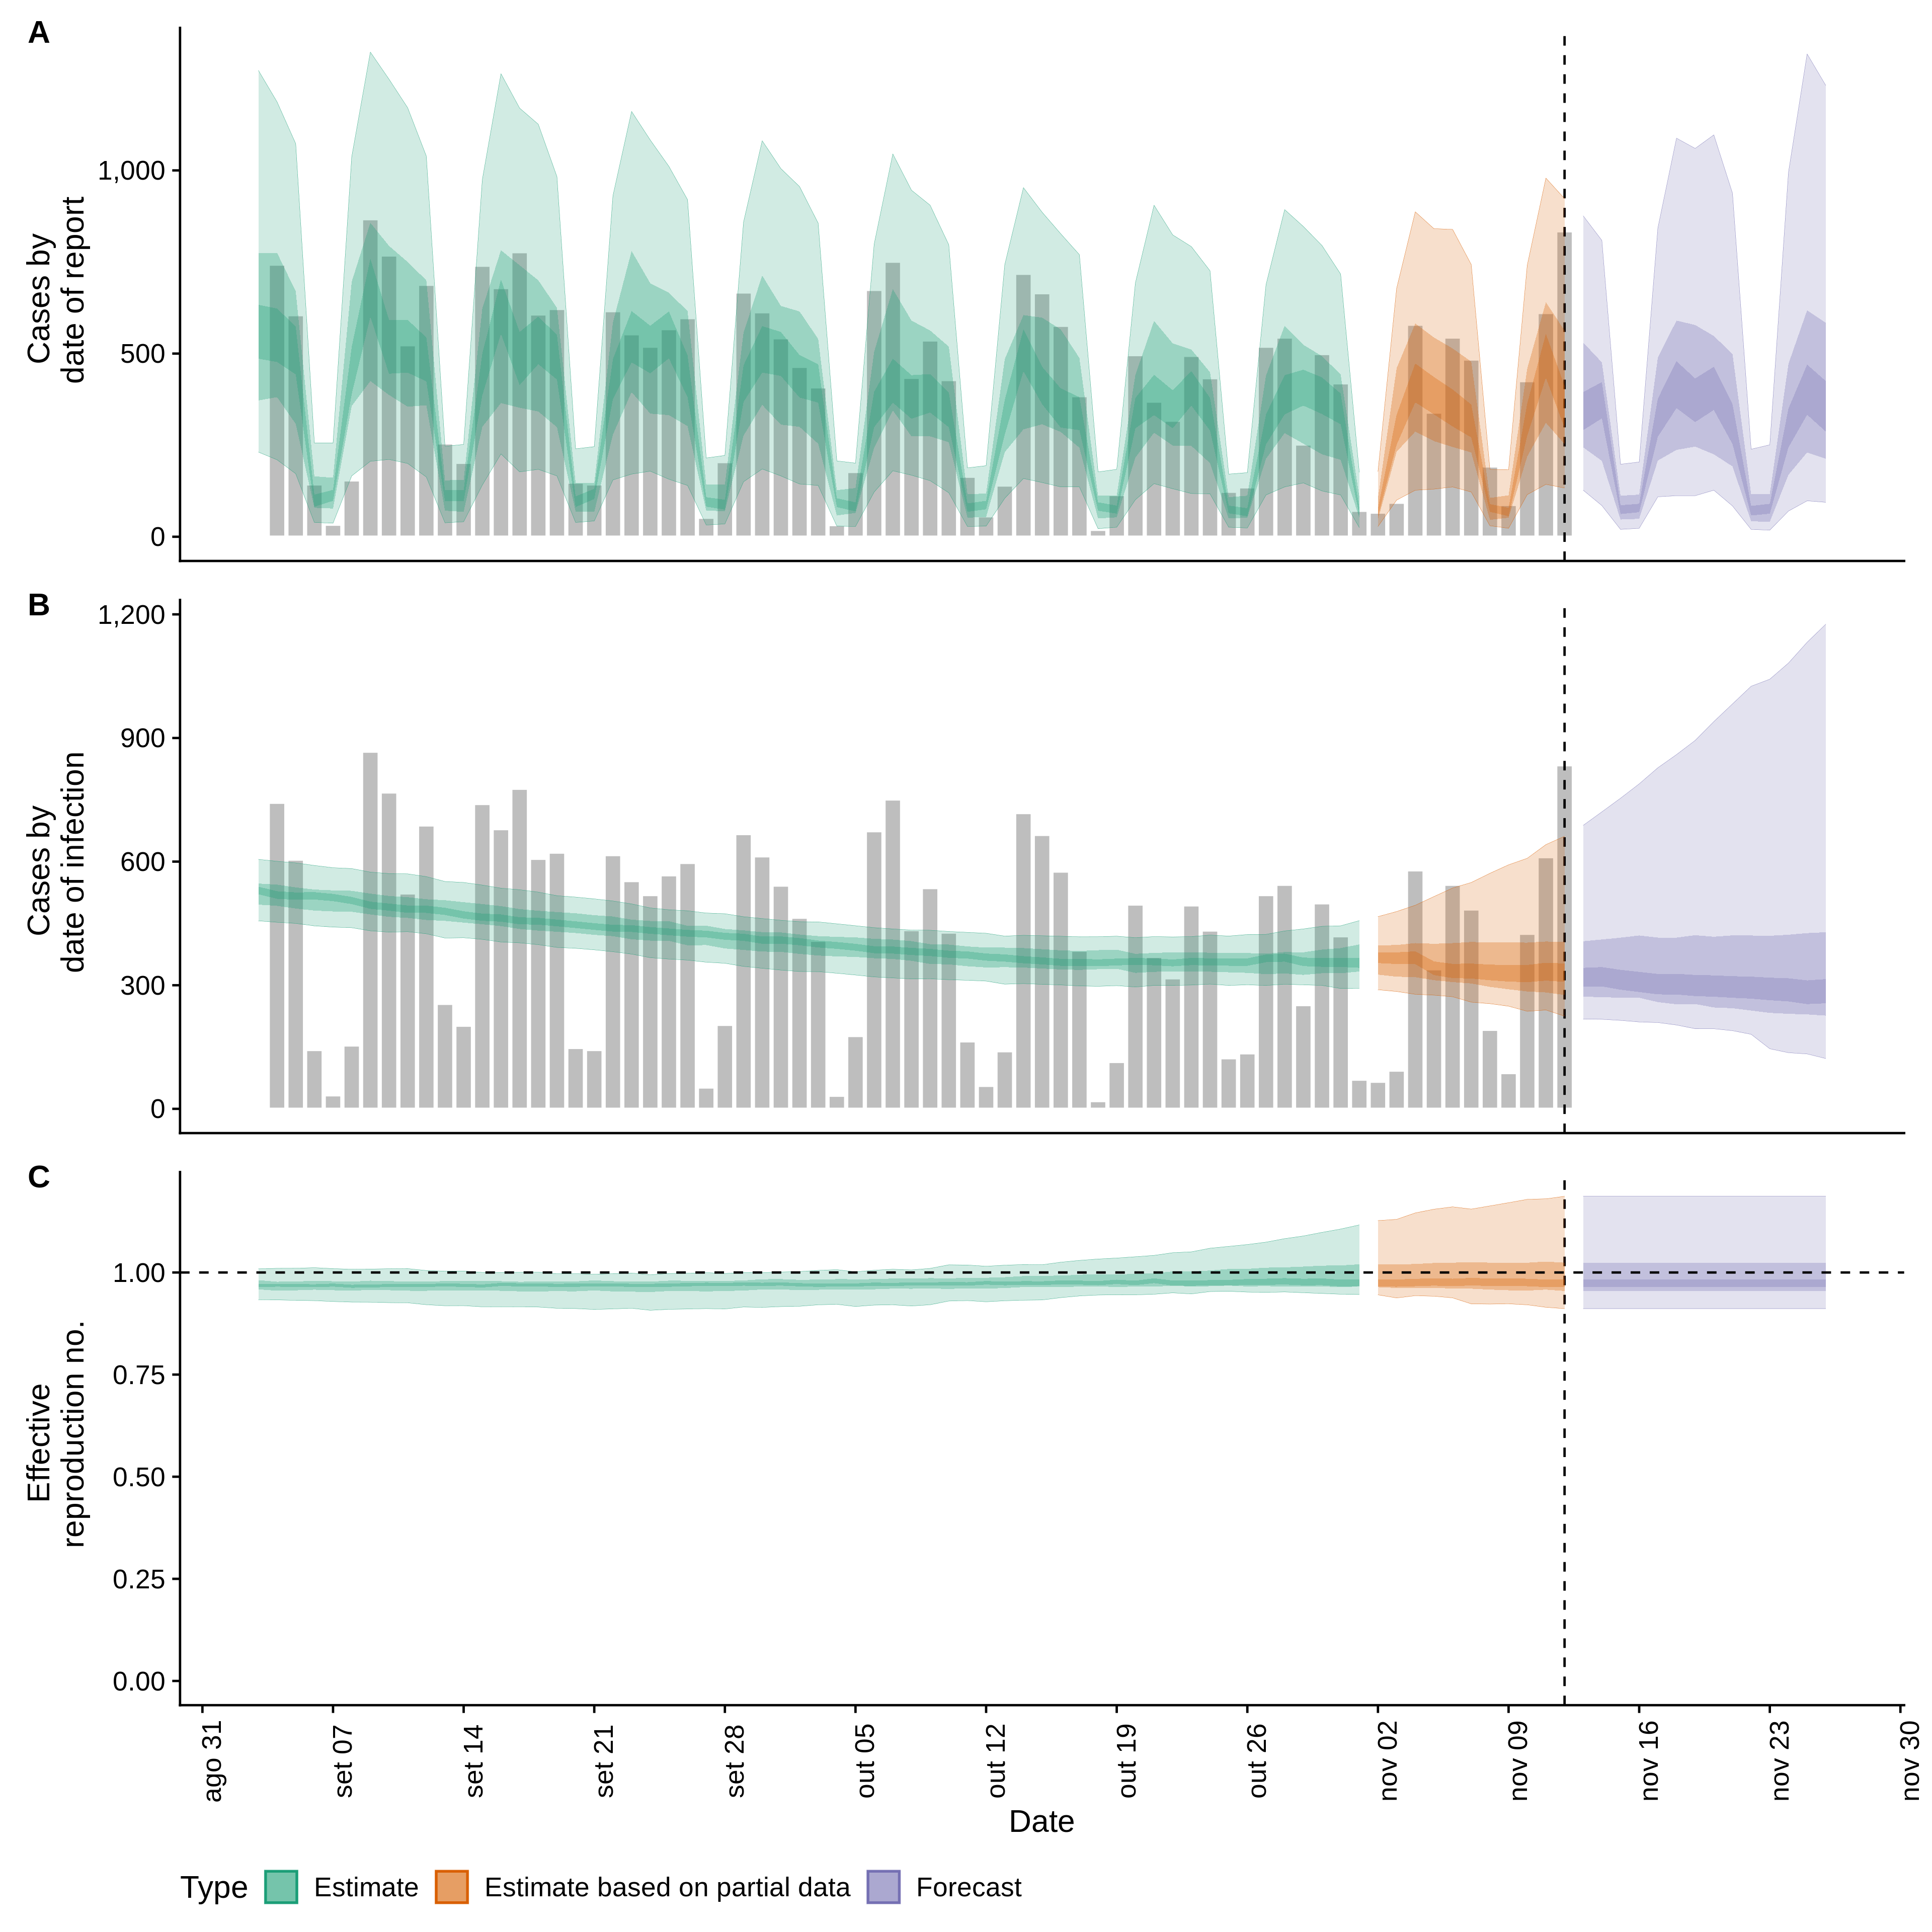 A
Cases by
date of report
1,000
500
0
B
Cases by
date of infection
1,200
900
600
300
0
C
Effective
reproduction no.
1.00
0.75
0.50
0.25
0.00
ago 31
set 07
set 14
set 21
set 28
out 05
out 12
out 19
out 26
nov 02
nov 09
nov 16
nov 23
nov 30
Date
Type Estimate Estimate based on partial data Forecast